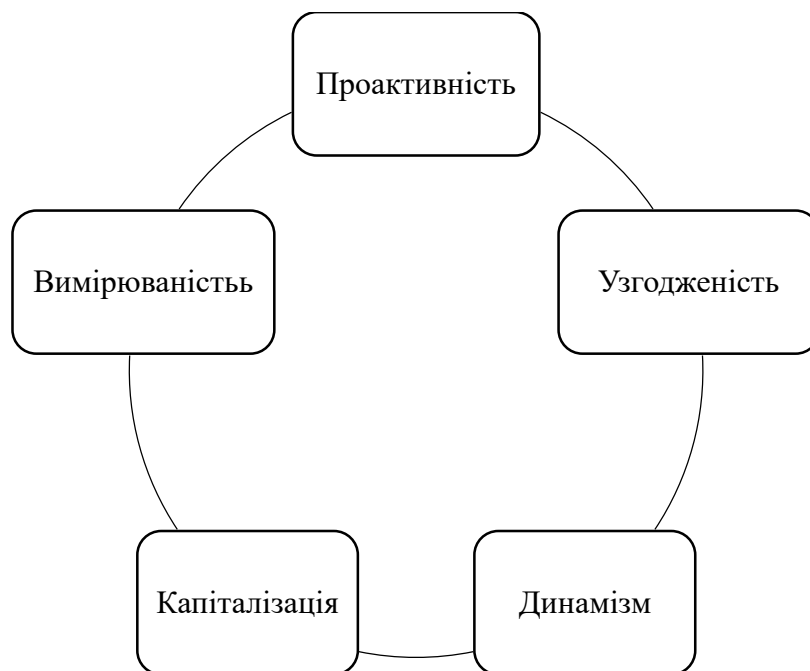 Проактивність
Вимірюваністьь
Узгодженість
Капіталізація
Динамізм